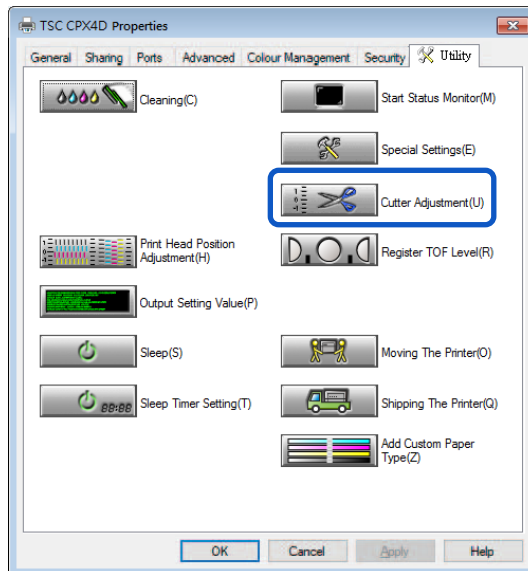 TSC CPX4D Properties
General Sharing Ports Advanced Colour Management Security Utility
Cleaning(C)
Start Status Monitor(M)
Special Settings(E)
Cutter Adjustment(U)
Print Head Position
Adjustment(H)
Register TOF Level(R)
Output Setting Value(P)
Sleep(S)
Moving The Printer(O)
Sleep Timer Setting(T)
Shipping The Printer(Q)
Add Custom Paper
Type(Z)
OK Cancel Apply Help